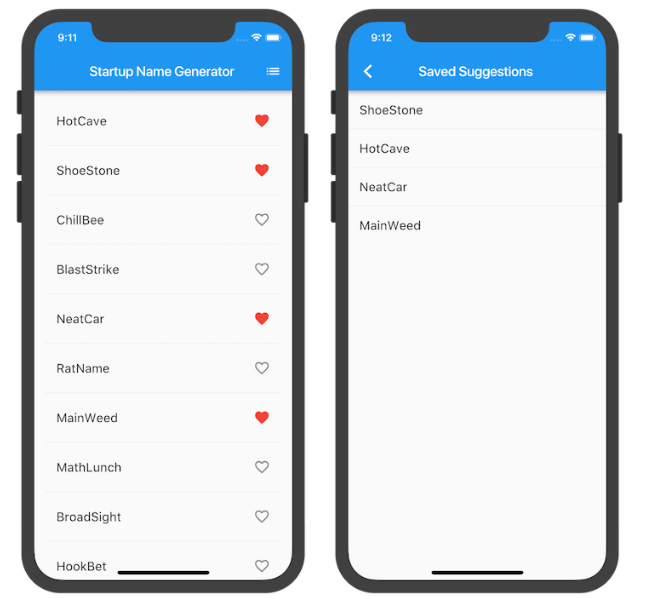 9:11
Startup Name Generator
HotCave
ShoeStone
ChillBee
BlastStrike
NeatCar
RatName
MainWeed
MathLunch
BroadSight
HookBet
9:12
Saved Suggestions
ShoeStone
HotCave
NeatCar
MainWeed